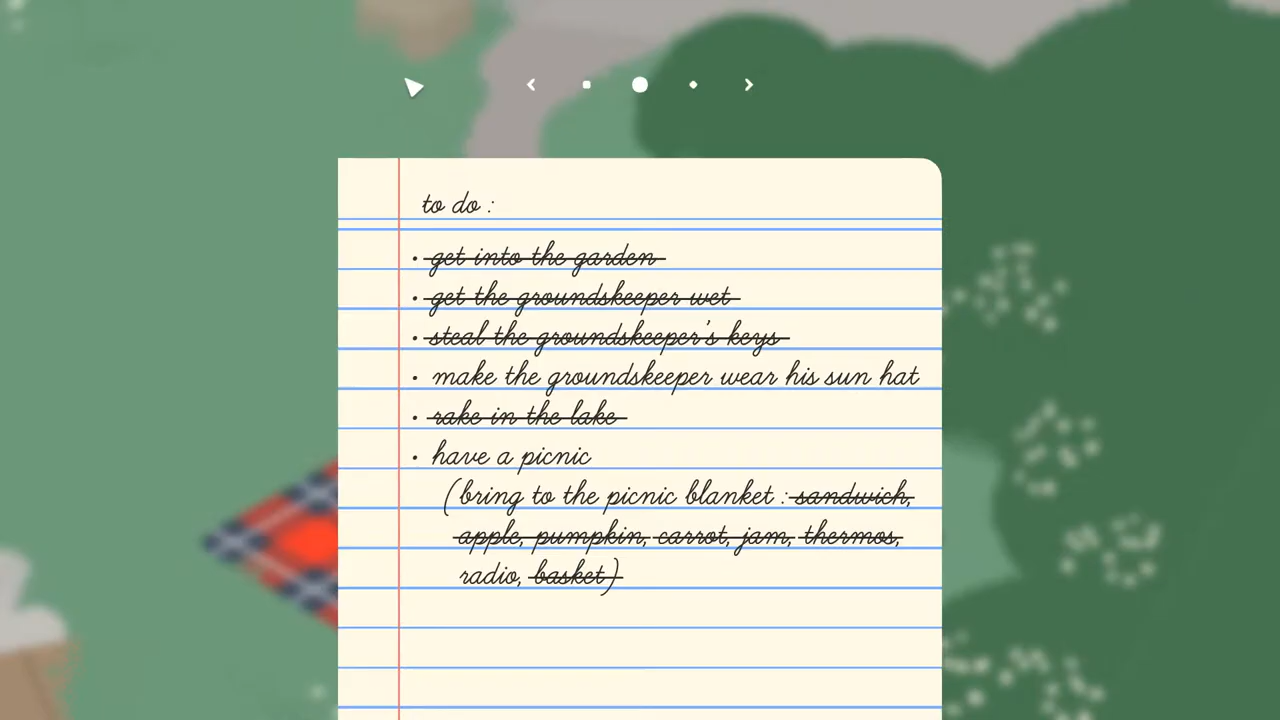 to do :
• get into the garden
• get the groundskeeper wet
• steal the groundskeeper's keys
• make the groundskeeper wear his sun hat
• rake in the lake
• have a picnic
(bring to the picnic blanket : sandwich,
apple, pumpkin, carrot, jam, thermos,
radio, basket)